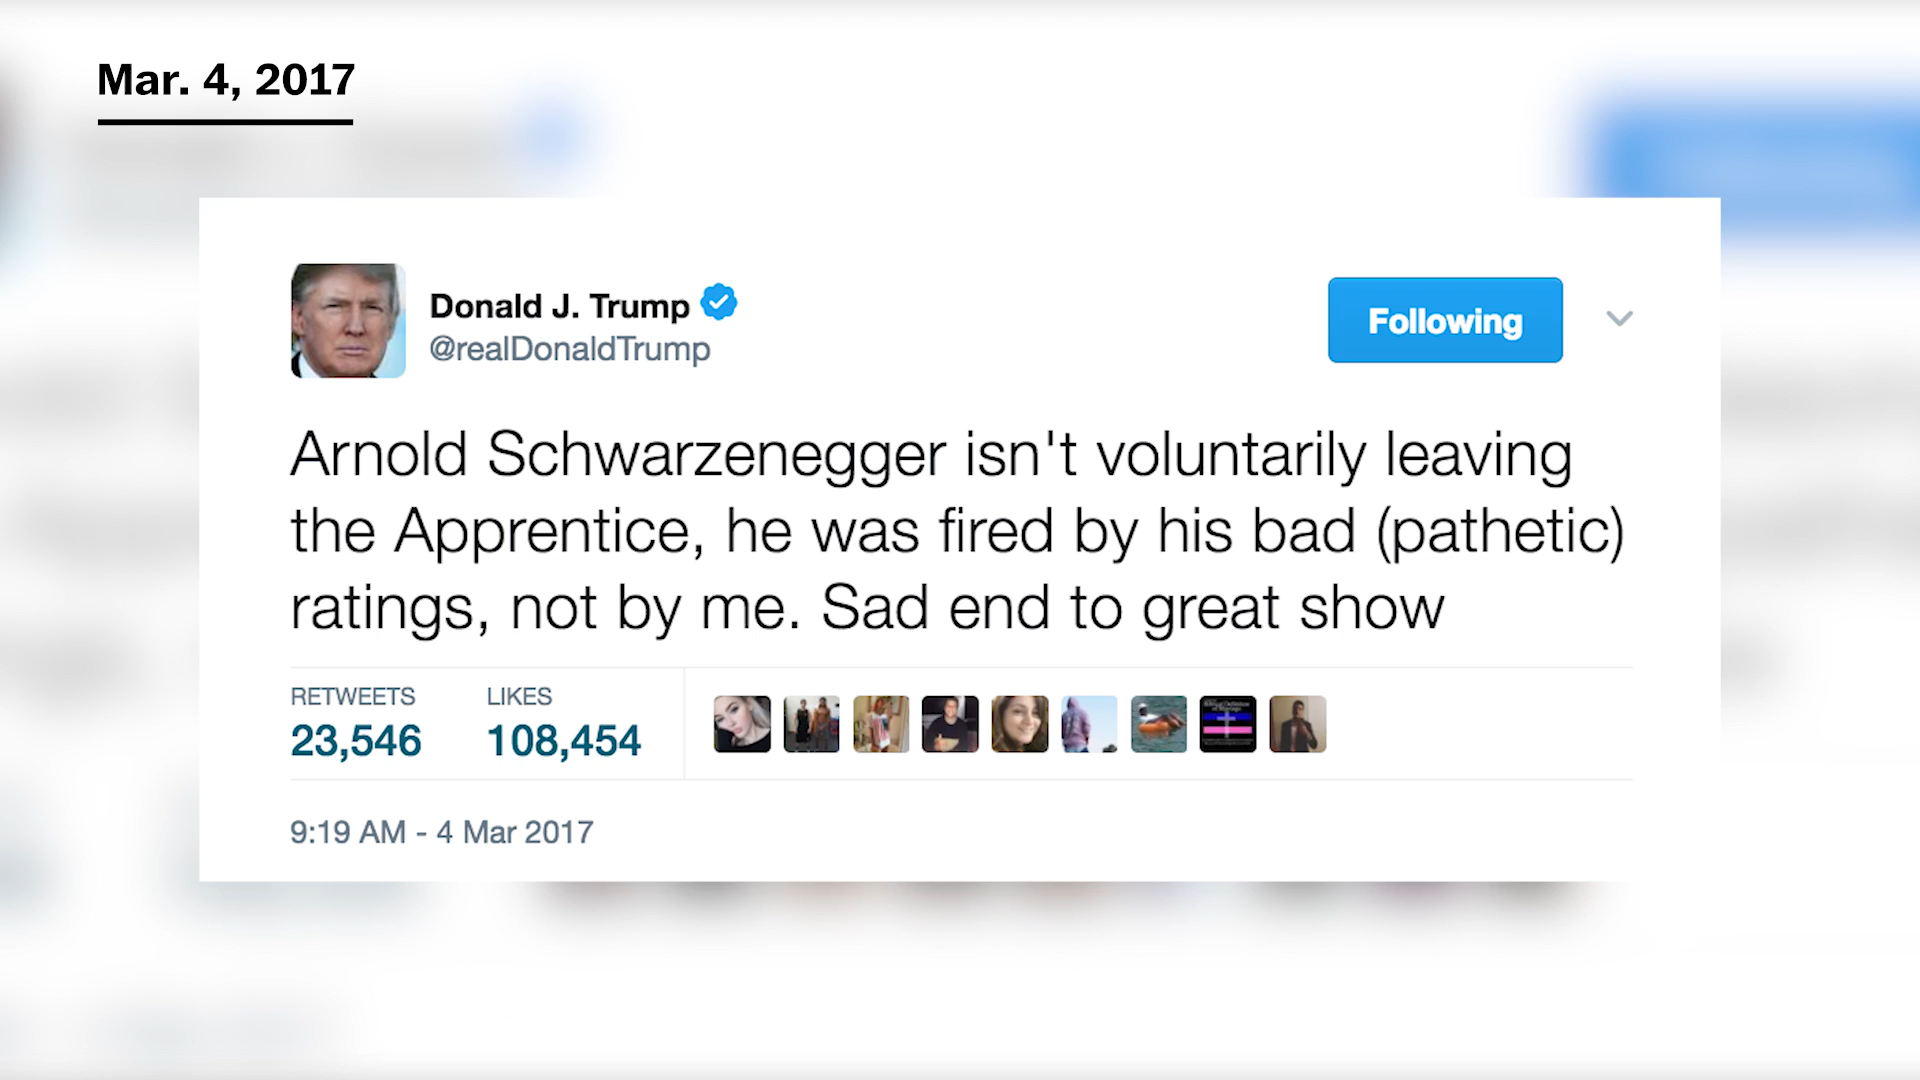 Mar. 4, 2017
Donald J. Trump
@realDonaldTrump
Following
Arnold Schwarzenegger isn't voluntarily leaving
the Apprentice, he was fired by his bad (pathetic)
ratings, not by me. Sad end to great show
RETWEETS LIKES
23,546 108,454
9:19 AM - 4 Mar 2017